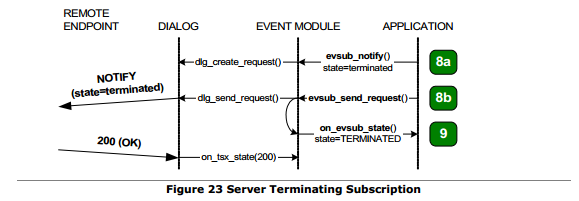 REMOTE
ENDPOINT
DIALOG
EVENT MODULE
APPLICATION
dlg_create_request()
evsub_notify()
state=terminated
8a
NOTIFY
(state=terminated)
dlg_send_request()
evsub_send_request()
8b
on_evsub_state()
state=TERMINATED
9
200 (OK)
on_tsx_state(200)
Figure 23 Server Terminating Subscription